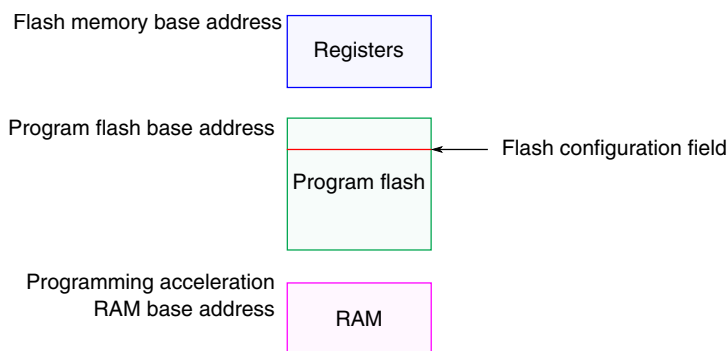 Flash memory base address
Registers
Program flash base address
Flash configuration field
Program flash
Programming acceleration
RAM base address
RAM